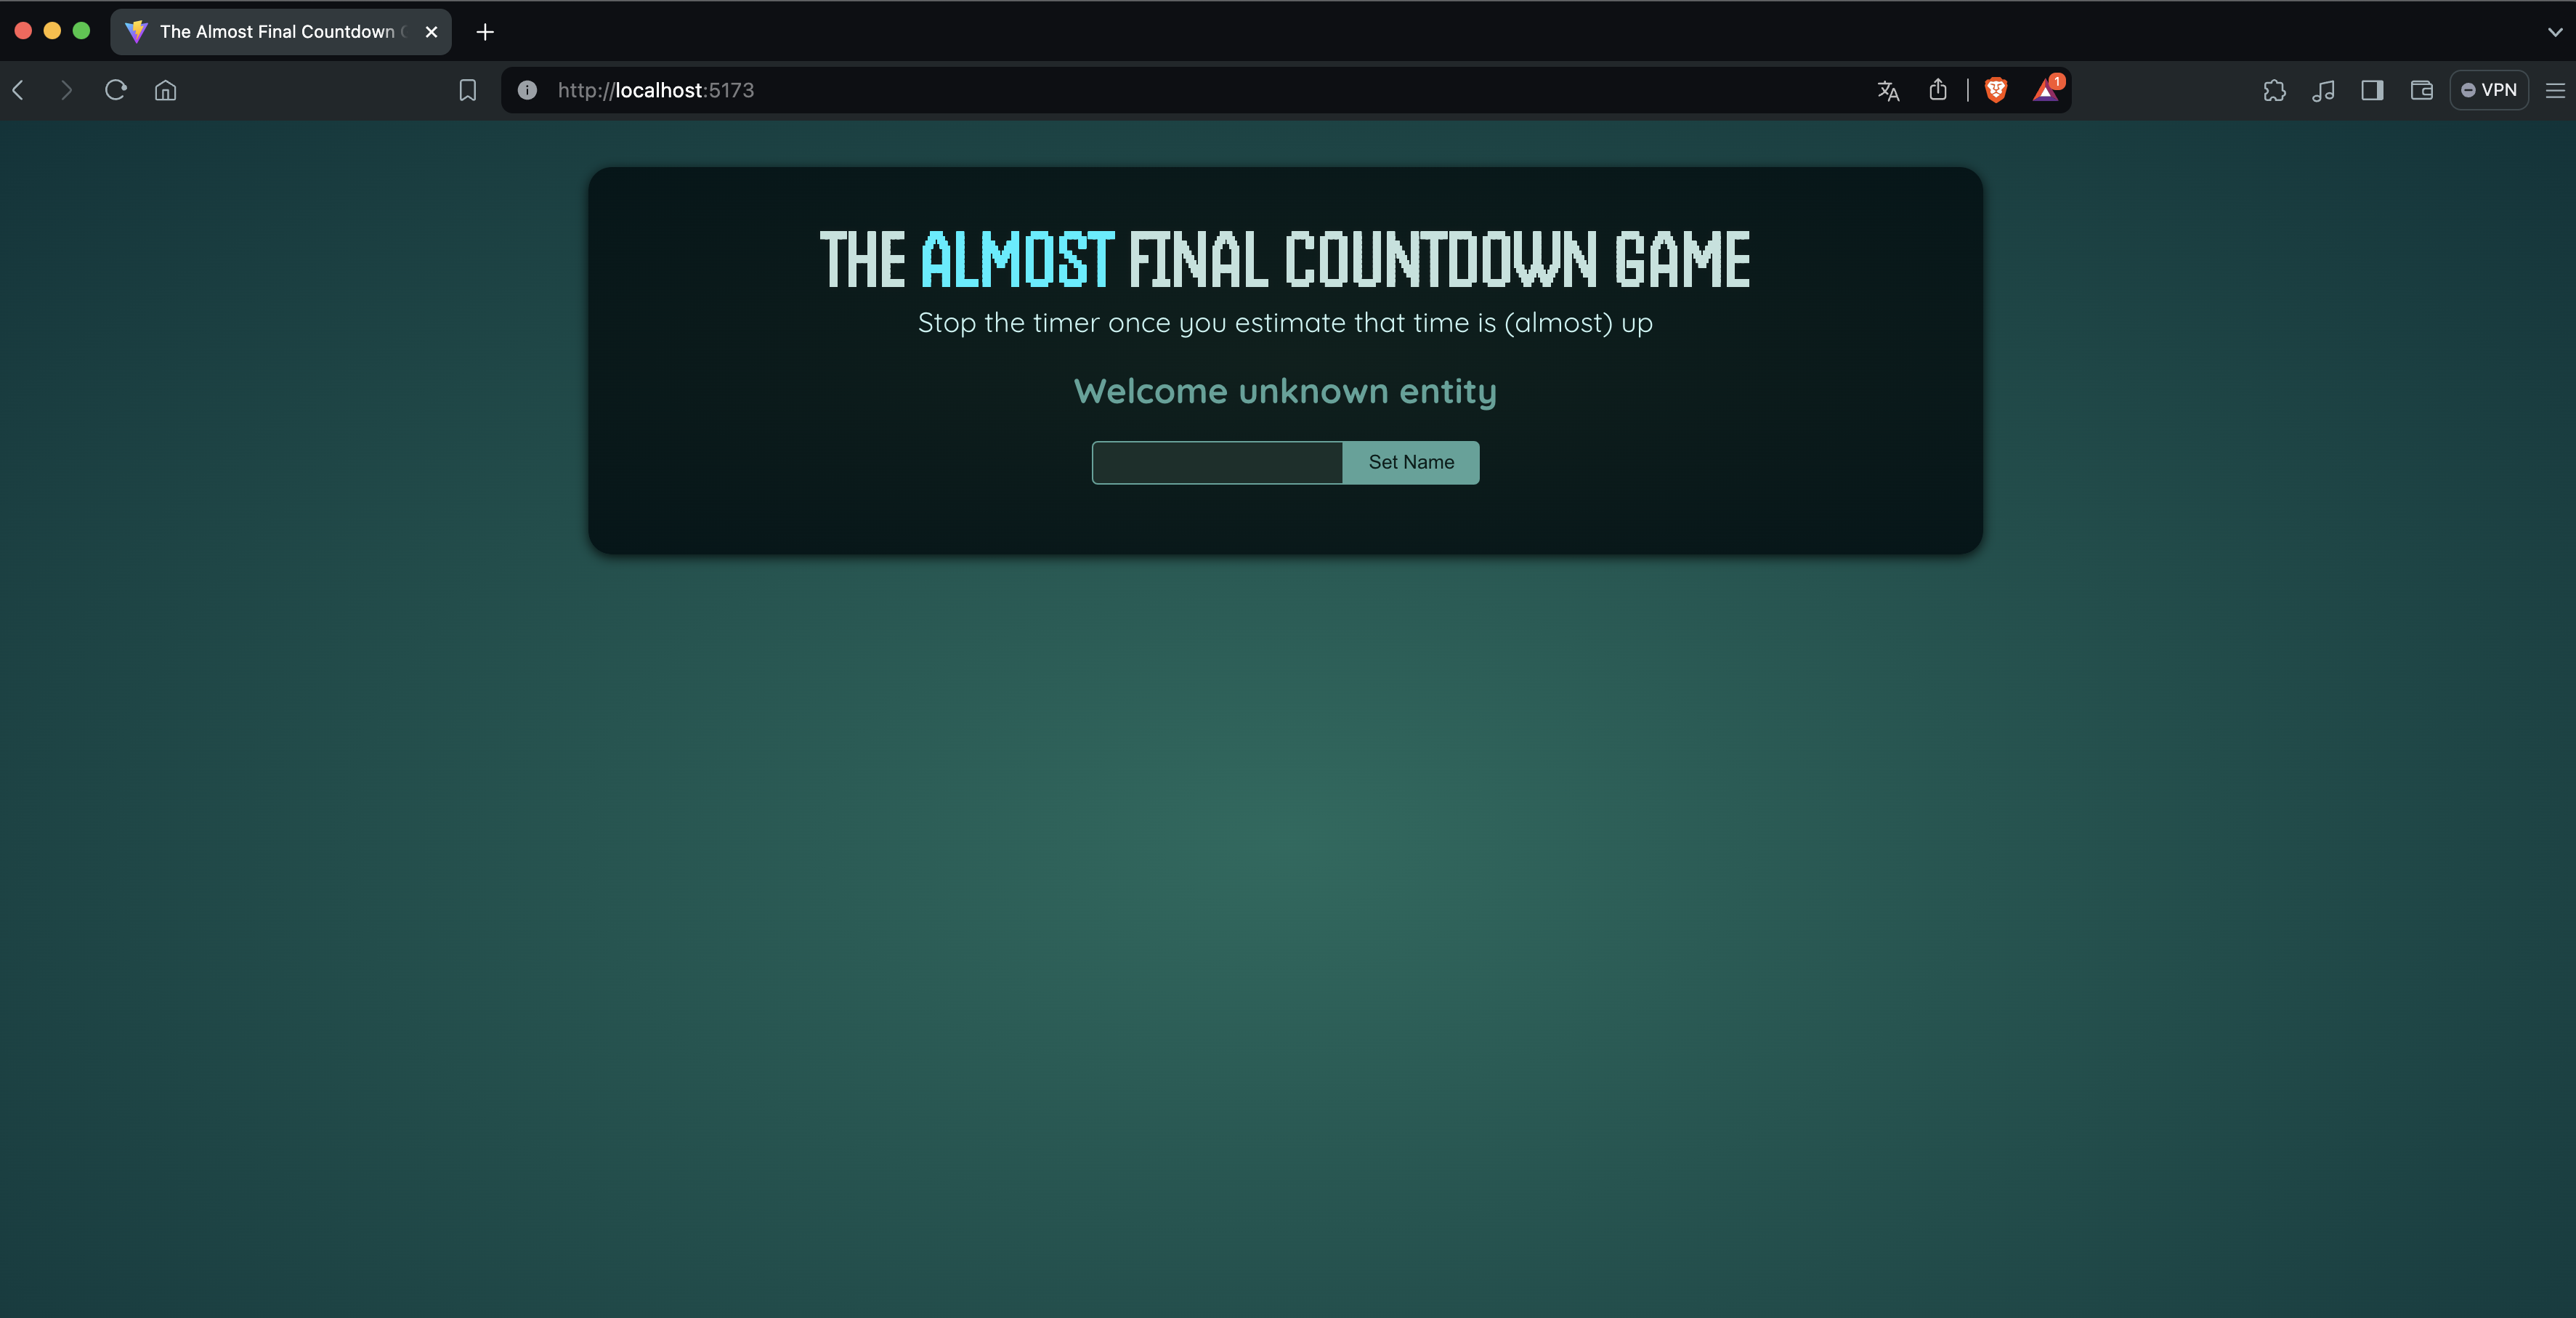 The Almost Final Countdown
http://localhost:5173
1
VPN
THE ALMOST FINAL COUNTDOWN GAME
Stop the timer once you estimate that time is (almost) up
Welcome unknown entity
Set Name